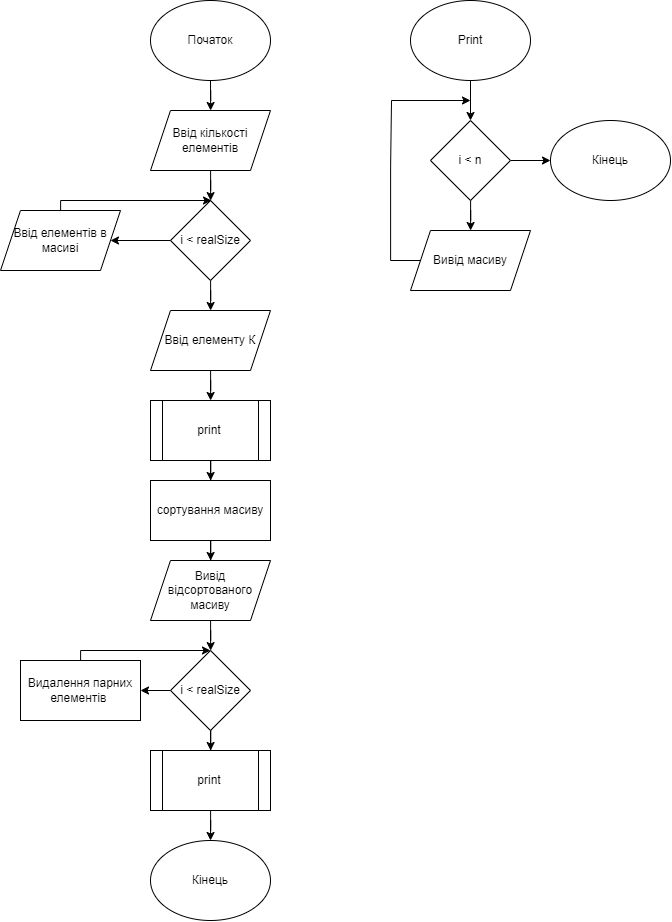 Початок
Ввід кількості
елементів
i < realSize
Ввід елементів в
масиві
Ввід елементу К
print
сортування масиву
Вивід
відсортованого
масиву
i < realSize
Видалення парних
елементів
print
Кінець
Print
i < n
Кінець
Вивід масиву